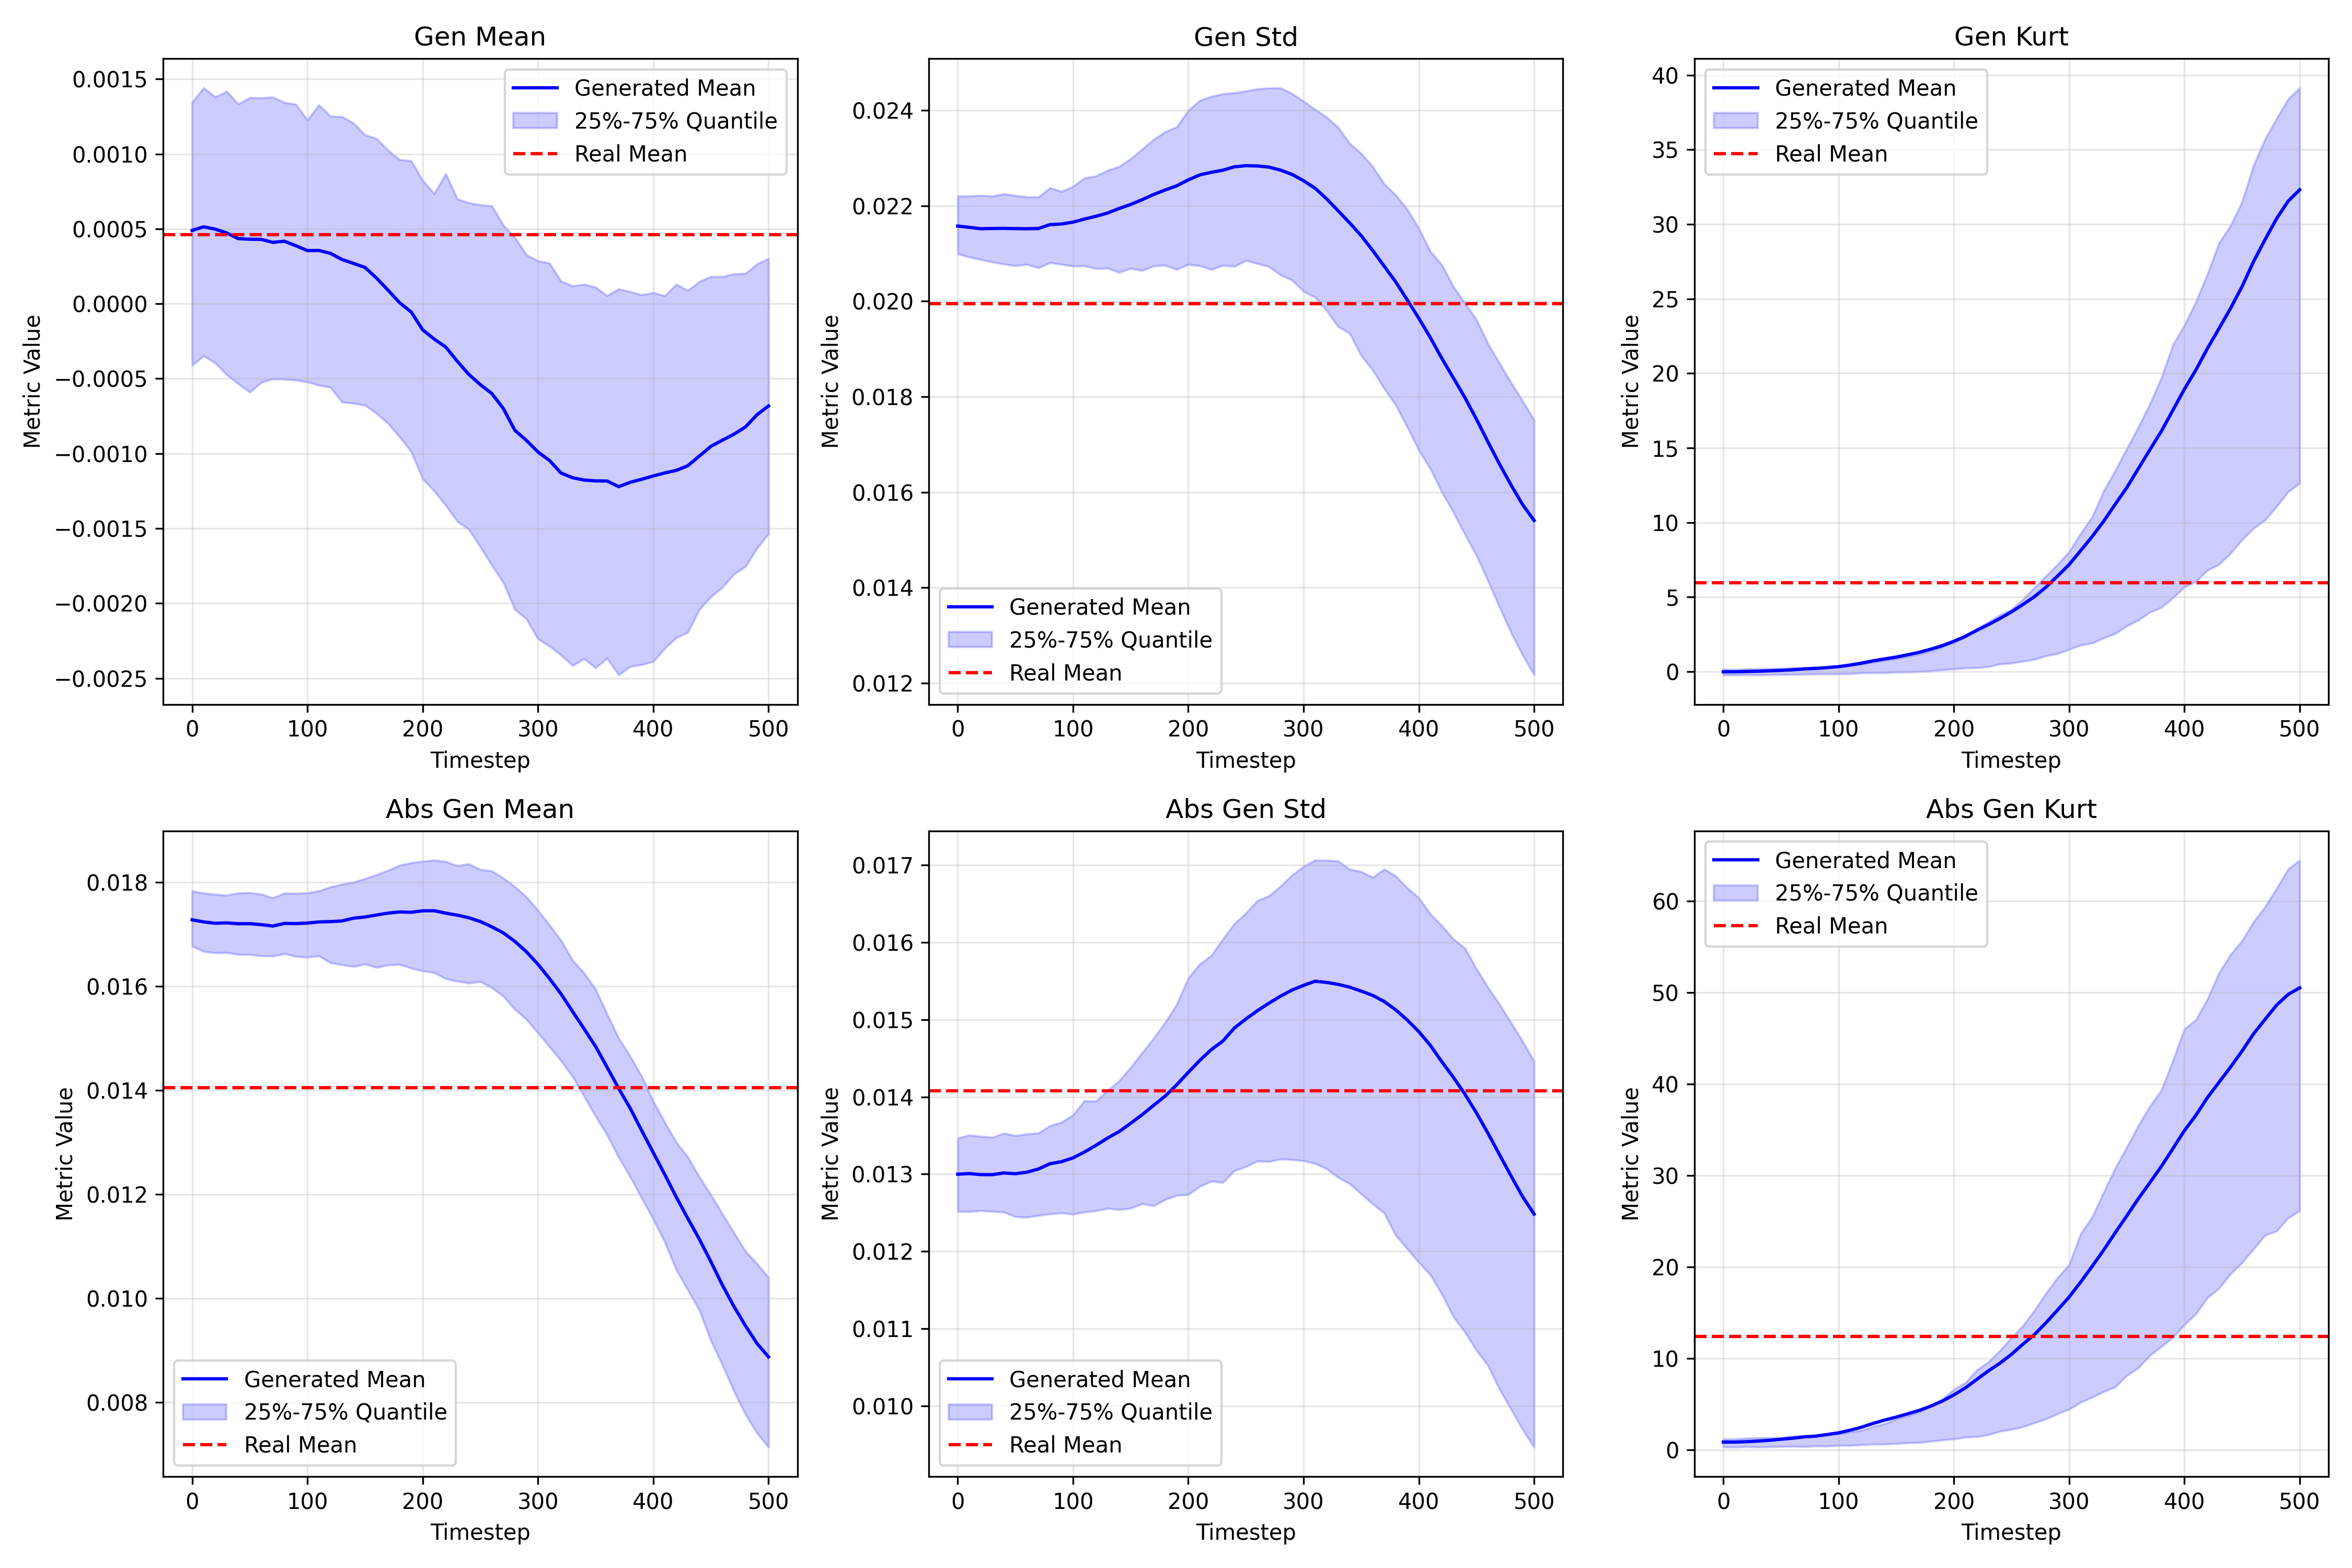 Gen Mean
Metric Value
0.0015
0.0010
0.0005
0.0000
−0.0005
−0.0010
−0.0015
−0.0020
−0.0025
Generated Mean
25%-75% Quantile
Real Mean
0 100 200 300 400 500
Timestep
Gen Std
Metric Value
0.024
0.022
0.020
0.018
0.016
0.014
0.012
Generated Mean
25%-75% Quantile
Real Mean
0 100 200 300 400 500
Timestep
Gen Kurt
Metric Value
40
35
30
25
20
15
10
5
0
Generated Mean
25%-75% Quantile
Real Mean
0 100 200 300 400 500
Timestep
Abs Gen Mean
Metric Value
0.018
0.016
0.014
0.012
0.010
0.008
Generated Mean
25%-75% Quantile
Real Mean
0 100 200 300 400 500
Timestep
Abs Gen Std
Metric Value
0.017
0.016
0.015
0.014
0.013
0.012
0.011
0.010
Generated Mean
25%-75% Quantile
Real Mean
0 100 200 300 400 500
Timestep
Abs Gen Kurt
Metric Value
60
50
40
30
20
10
0
Generated Mean
25%-75% Quantile
Real Mean
0 100 200 300 400 500
Timestep